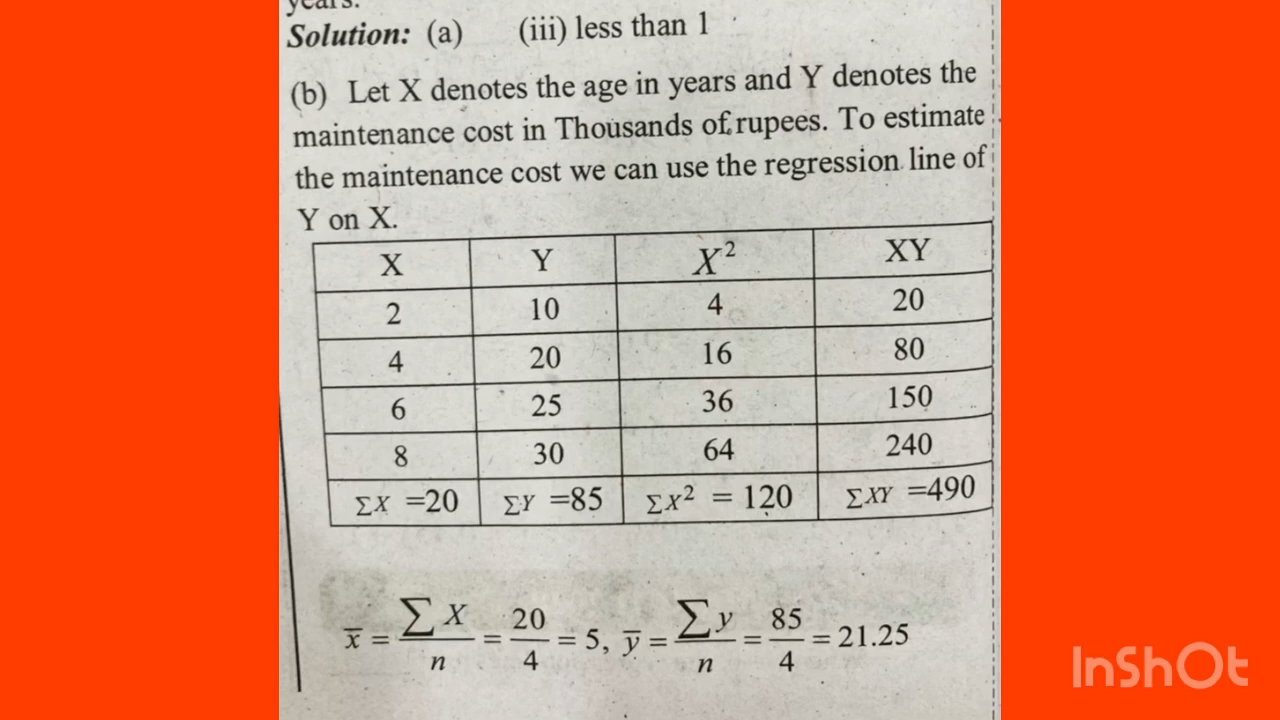 years.
Solution: (a) (iii) less than 1
(b) Let X denotes the age in years and Y denotes the
maintenance cost in Thousands of rupees. To estimate
the maintenance cost we can use the regression line of
Y on X.
X Y X² XY
2 10 4 20
4 20 16 80
6 25 36 150
8 30 64 240
ΣX =20 ΣY =85 ΣX² = 120 ΣXY =490
x̅ = ∑X/n = 20/4 = 5, y̅ = ∑y/n = 85/4 = 21.25
InShOt